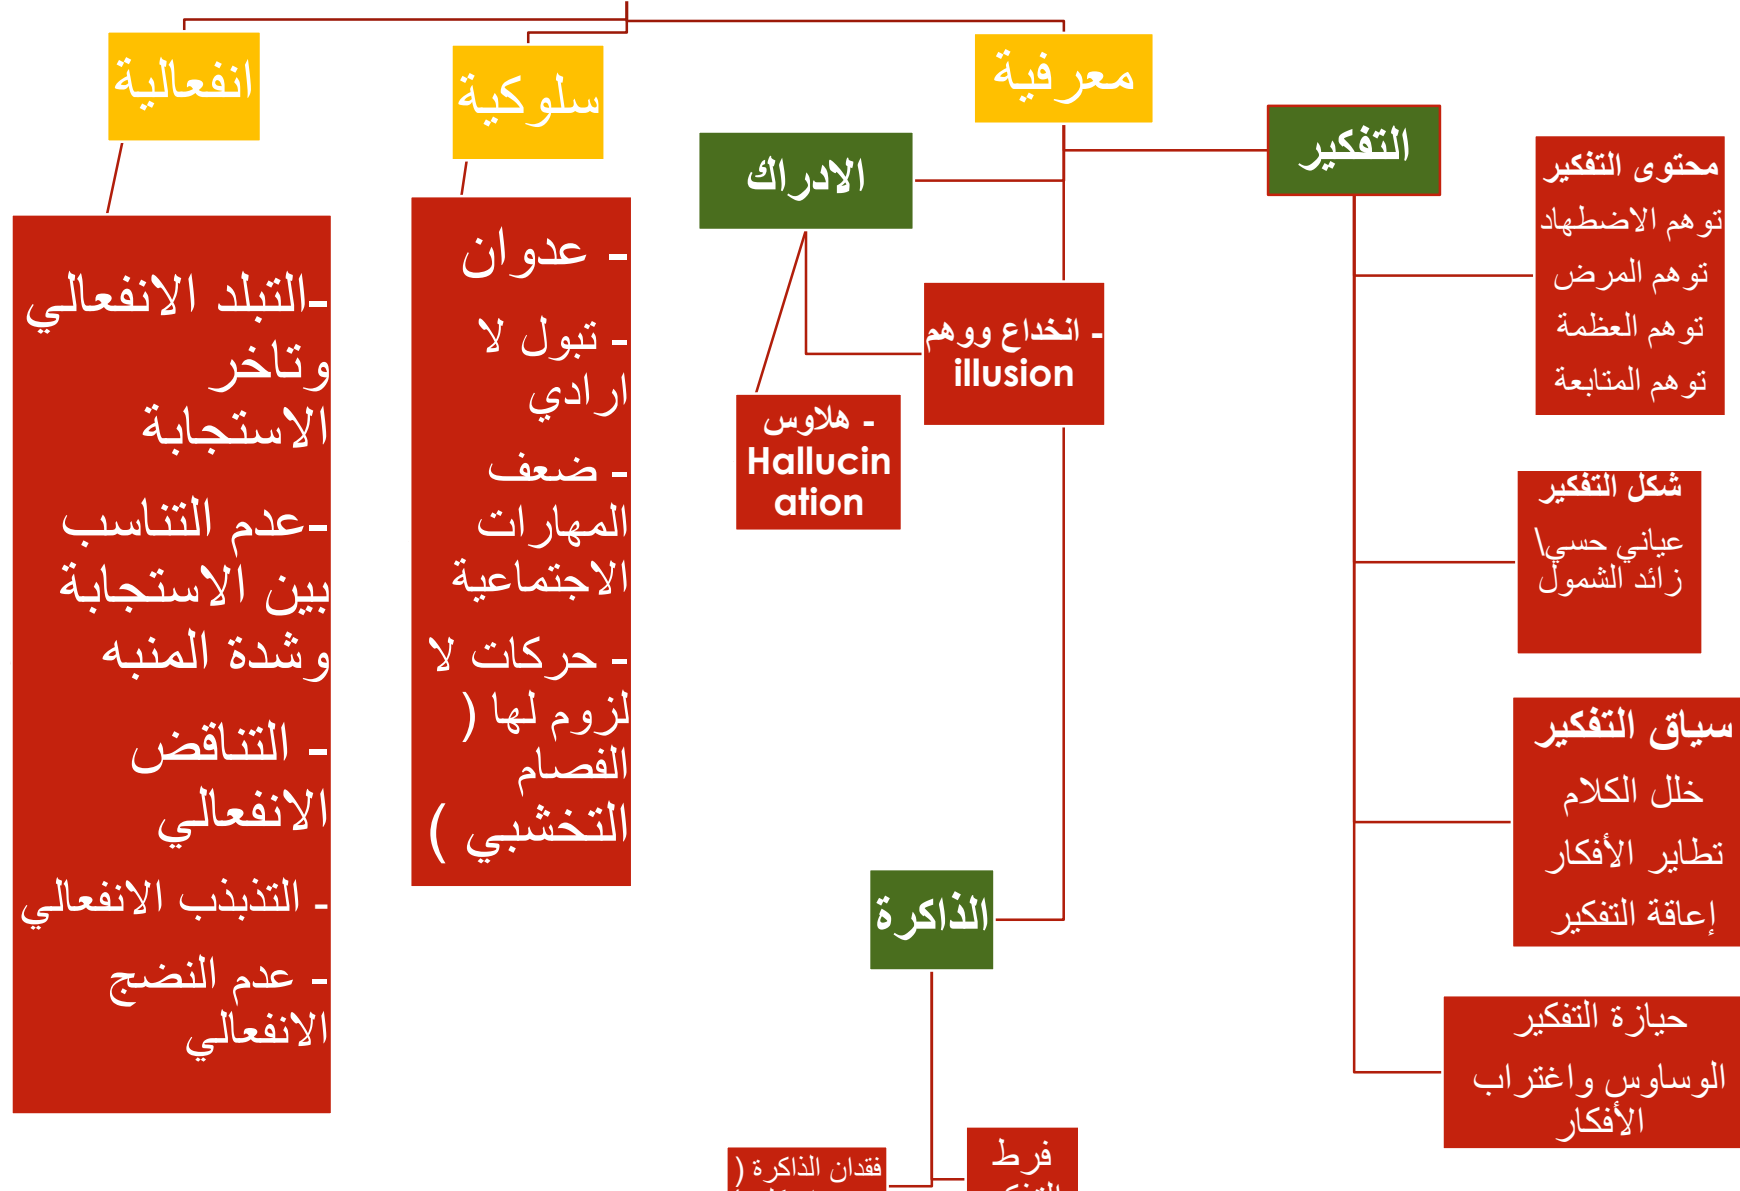 معرفية
سلوكية
انفعالية
التفكير
محتوى التفكير
توهم الاضطهاد
توهم المرض
توهم العظمة
توهم المتابعة
شكل التفكير
عياني حسي\
زائد الشمول
سياق التفكير
خلل الكلام
تطاير الأفكار
إعاقة التفكير
حيازة التفكير
الوساوس واغتراب
الأفكار
الادراك
- انخداع ووهم
illusion
- هلاوس
Hallucin
ation
الذاكرة
فرط
فقدان الذاكرة (
- عدوان
- تبول لا
ارادي
- ضعف
المهارات
الاجتماعية
- حركات لا
لزوم لها (
الفصام
التخشبي )
-التبلد الانفعالي
وتاخر
الاستجابة
-عدم التناسب
بين الاستجابة
وشدة المنبه
- التناقض
الانفعالي
- التذبذب الانفعالي
- عدم النضج
الانفعالي